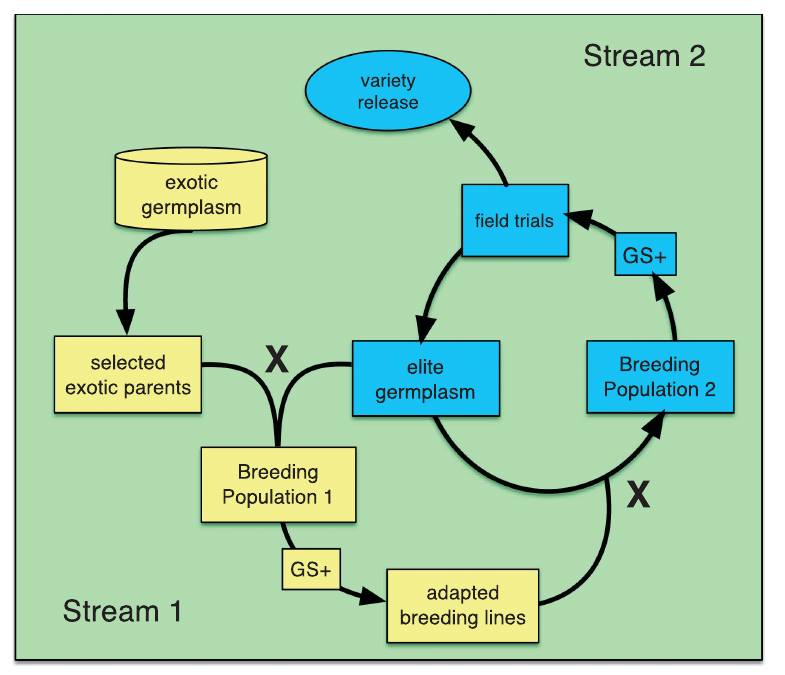 Stream 2
variety
release
exotic
germplasm
field trials
GS+
selected
exotic parents
X
elite
germplasm
Breeding
Population 2
Breeding
Population 1
X
GS+
adapted
breeding lines
Stream 1